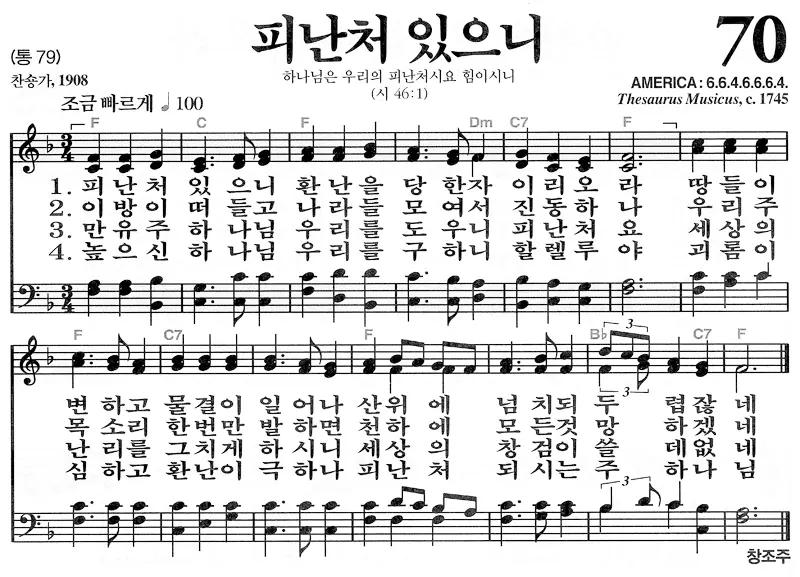 피난처 있으니
70
(통 79)
찬송가, 1908
하나님은 우리의 피난처시요 힘이시니
(시 46:1)
AMERICA : 6.6.4.6.6.6.4.
Thesaurus Musicus, c. 1745
조금 빠르게 ♩100
F C F Dm C7 F
1. 피 난 처 있 으 니 환 난 을 당 한 자 이 리 오 라 땅 들 이
2. 이 방 이 떠 들 고 나 라 들 모 여 서 진 동 하 나 우 리 주
3. 만 유 주 하 나 님 우 리 를 도 우 니 피 난 처 요 세 상 의
4. 높 으 신 하 나 님 우 리 를 구 하 니 할 렐 루 야 괴 롬 이
3
4
3
4
F C7 F B♭ 3 C7 F
3
변 하 고 물 결 이 일 어 나 산 위 에 넘 치 되 두 렵 잖 네
목 소 리 한 번 만 발 하 면 천 하 에 모 든 것 망 하 겠 네
난 리 를 그 치 게 하 시 니 세 상 의 창 검 이 쓸 데 없 네
심 하 고 환 난 이 극 하 나 피 난 처 되 시 는 주 하 나 님
3
창조주